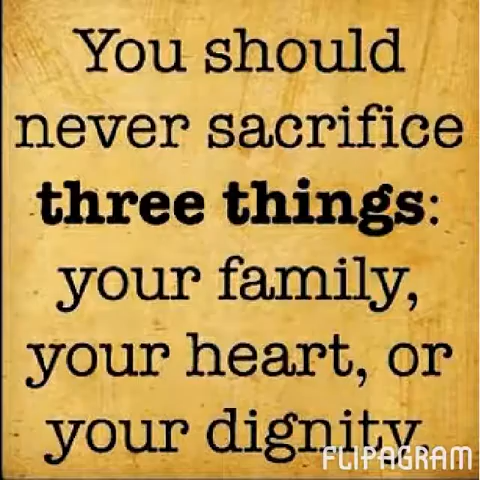 You should
never sacrifice
three things:
your family,
your heart, or
your dignity.
FLIPAGRAM